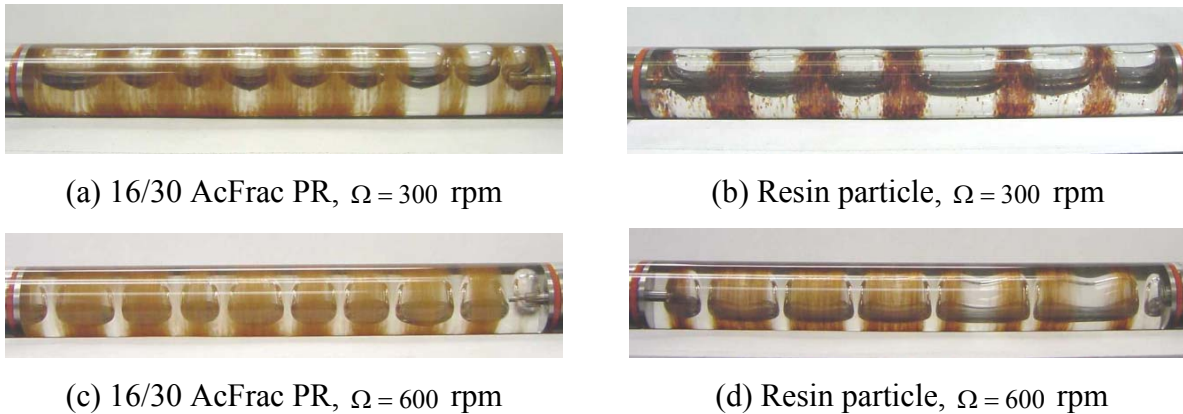 (a) 16/30 AcFrac PR, Ω = 300 rpm
(b) Resin particle, Ω = 300 rpm
(c) 16/30 AcFrac PR, Ω = 600 rpm
(d) Resin particle, Ω = 600 rpm